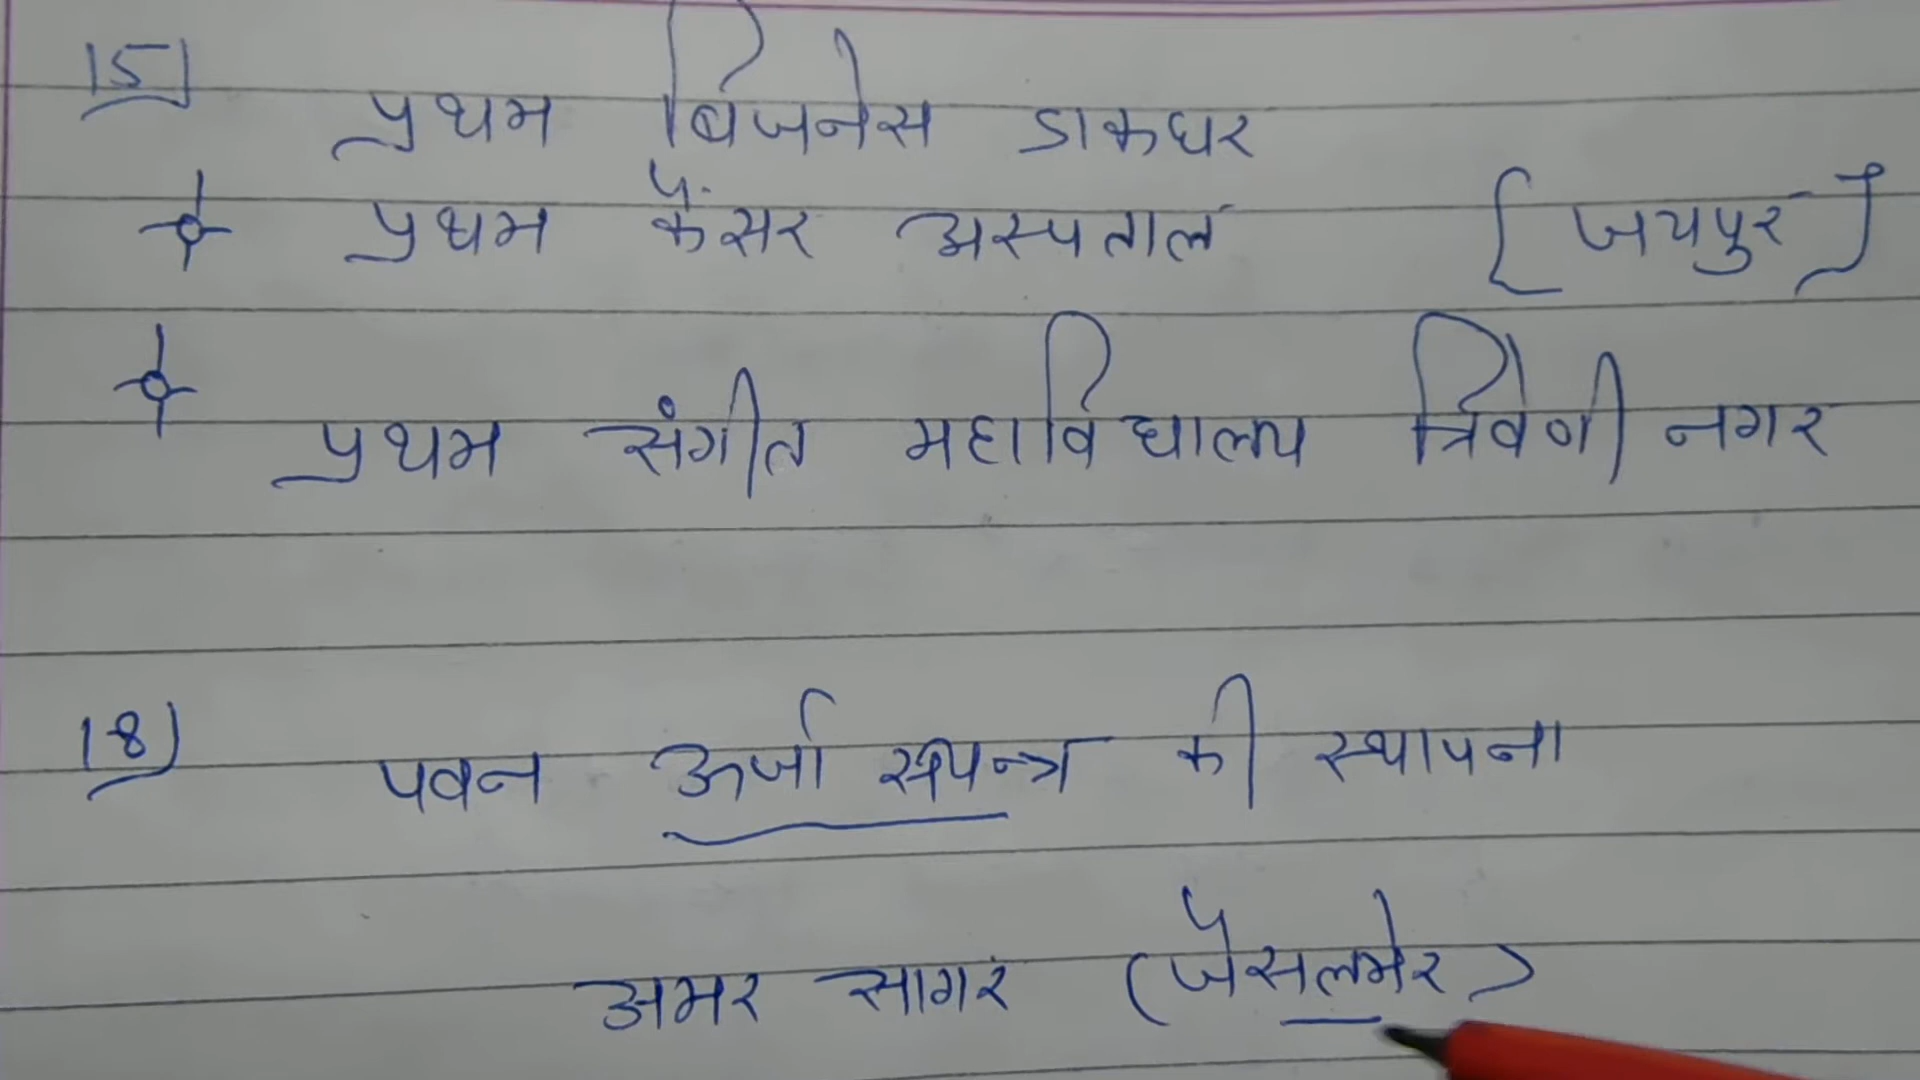 15) प्रथम बिजनेस डाकघर
प्रथम कैंसर अस्पताल [जयपुर]
प्रथम संगीत महाविधालय त्रिवेणी नगर
18) पवन ऊर्जा सयन्त्र की स्थापना
अमर सागर (जैसलमेर)